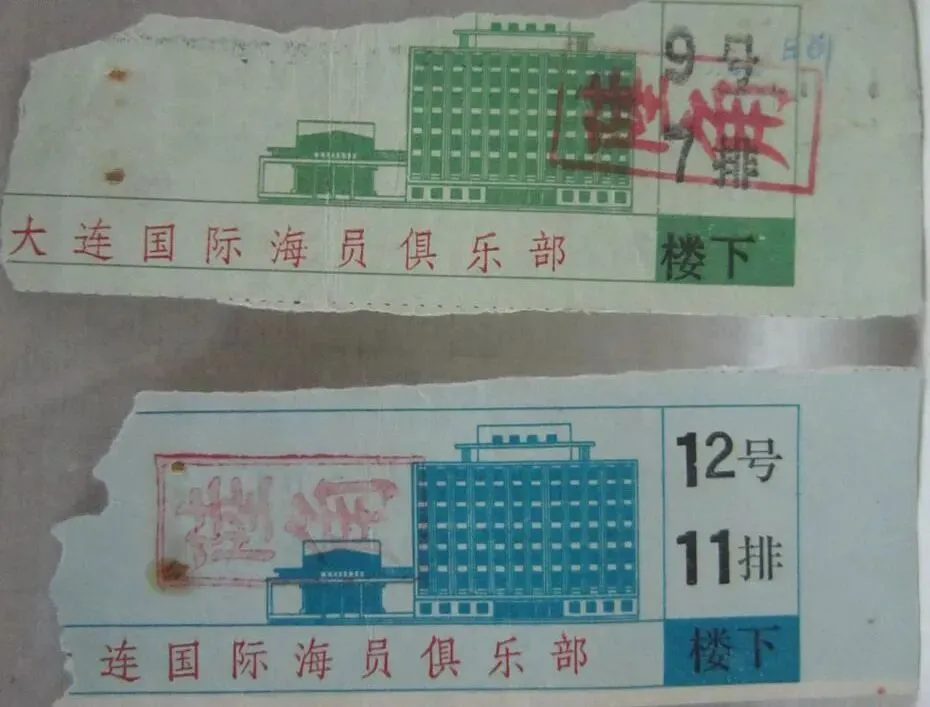 9号
7排
大连国际海员俱乐部
楼下
12号
11排
连国际海员俱乐部
楼下